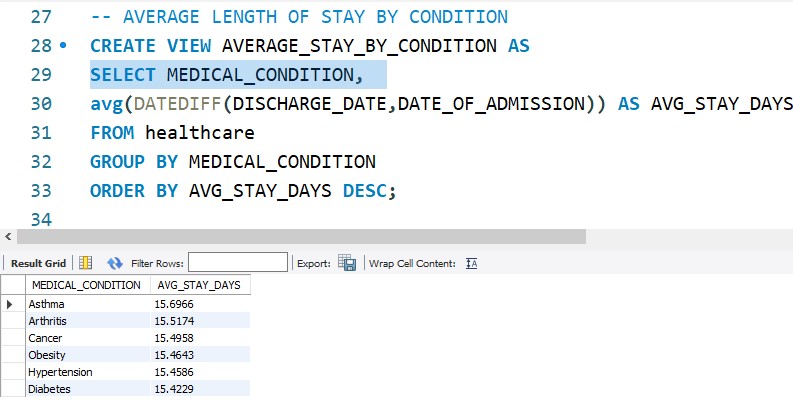 27 -- AVERAGE LENGTH OF STAY BY CONDITION
28 CREATE VIEW AVERAGE_STAY_BY_CONDITION AS
29 SELECT MEDICAL_CONDITION,
30 avg(DATEDIFF(DISCHARGE_DATE,DATE_OF_ADMISSION)) AS AVG_STAY_DAYS
31 FROM healthcare
32 GROUP BY MEDICAL_CONDITION
33 ORDER BY AVG_STAY_DAYS DESC;
34
Result Grid Filter Rows: Export: Wrap Cell Content: IA
MEDICAL_CONDITION AVG_STAY_DAYS
Asthma 15.6966
Arthritis 15.5174
Cancer 15.4958
Obesity 15.4643
Hypertension 15.4586
Diabetes 15.4229